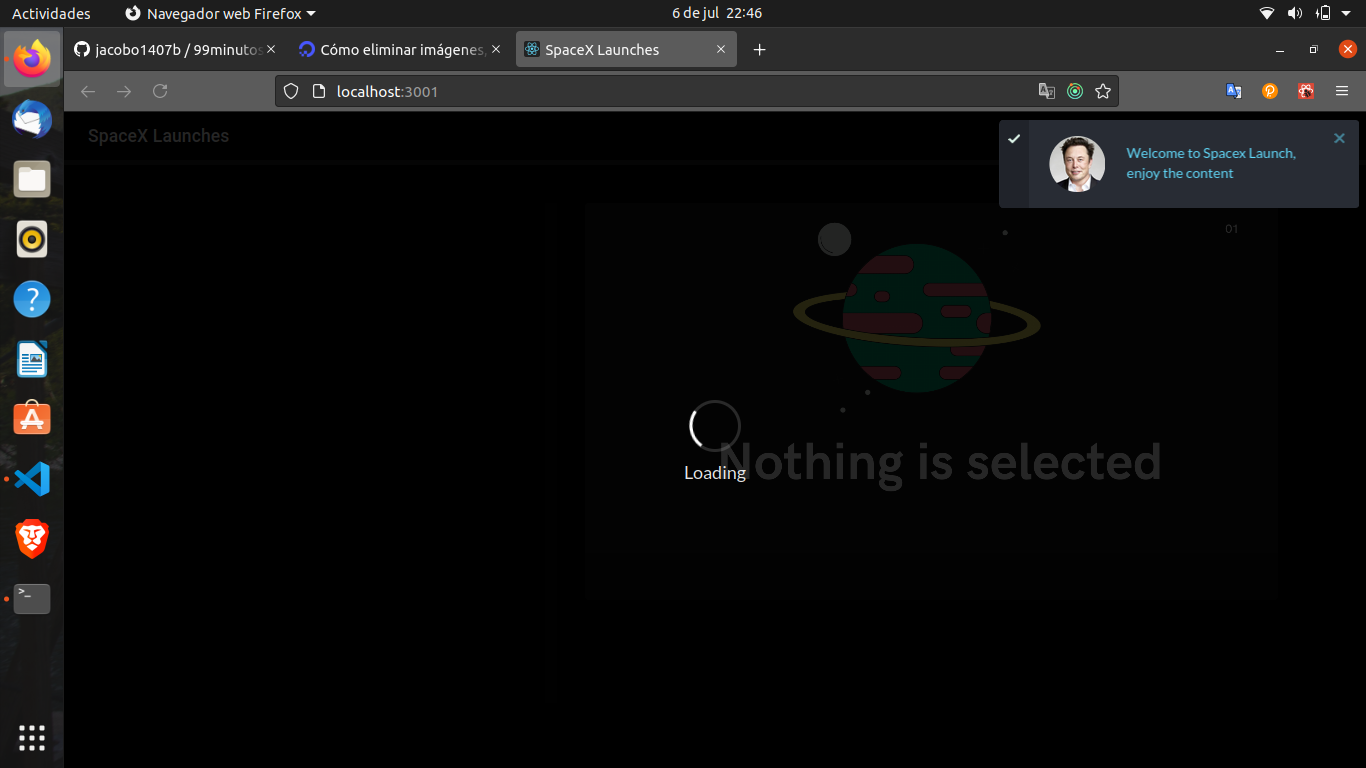 Actividades
Navegador web Firefox
6 de jul 22:46
jacobo1407b / 99minutos
Cómo eliminar imágenes,
SpaceX Launches
localhost:3001
SpaceX Launches
Welcome to Spacex Launch,
enjoy the content
01
Nothing is selected
Loading